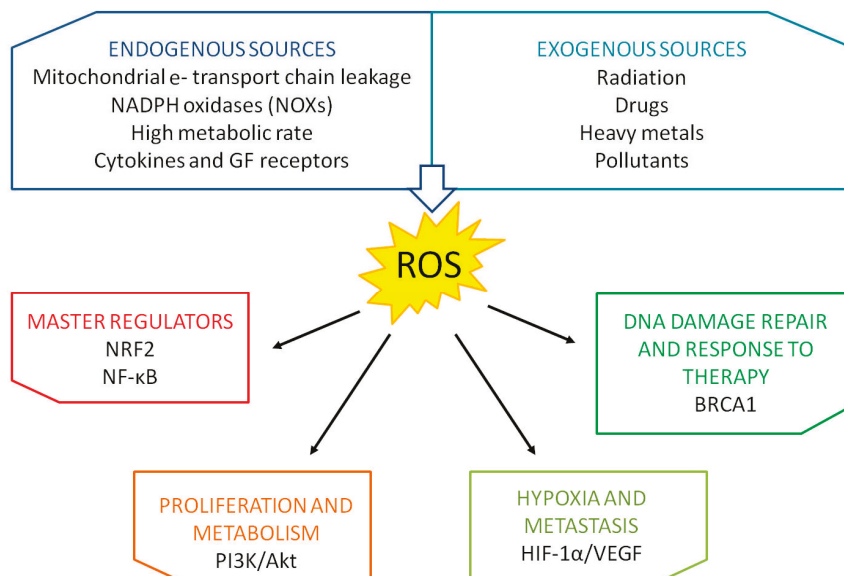 ENDOGENOUS SOURCES
Mitochondrial e- transport chain leakage
NADPH oxidases (NOXs)
High metabolic rate
Cytokines and GF receptors
EXOGENOUS SOURCES
Radiation
Drugs
Heavy metals
Pollutants
ROS
MASTER REGULATORS
NRF2
NF-κB
DNA DAMAGE REPAIR
AND RESPONSE TO
THERAPY
BRCA1
PROLIFERATION AND
METABOLISM
PI3K/Akt
HYPOXIA AND
METASTASIS
HIF-1α/VEGF